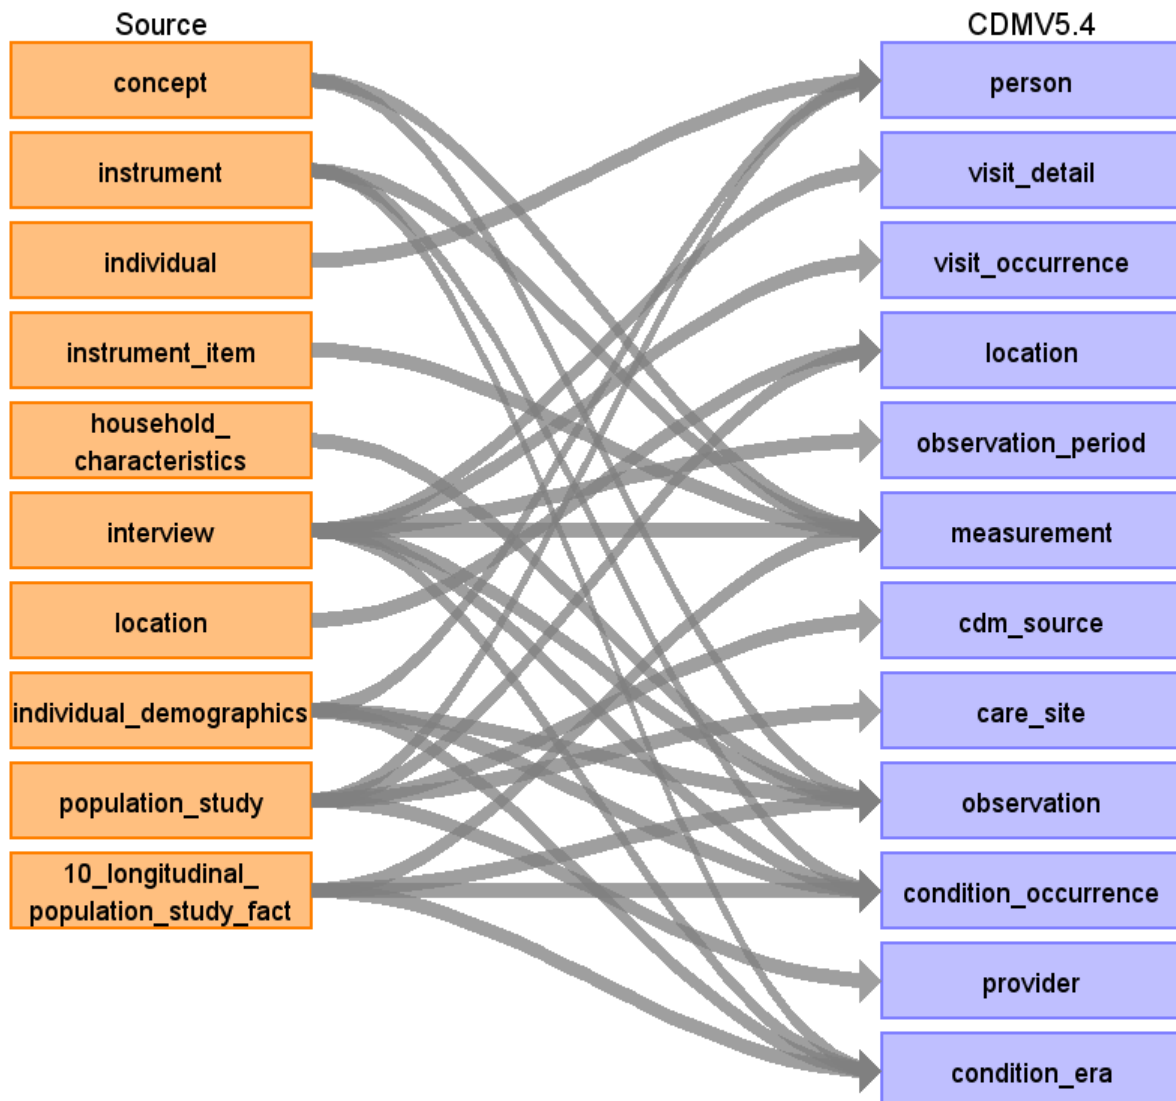 Source
concept
instrument
individual
instrument_item
household_
characteristics
interview
location
individual_demographics
population_study
10_longitudinal_
population_study_fact
CDMV5.4
person
visit_detail
visit_occurrence
location
observation_period
measurement
cdm_source
care_site
observation
condition_occurrence
provider
condition_era